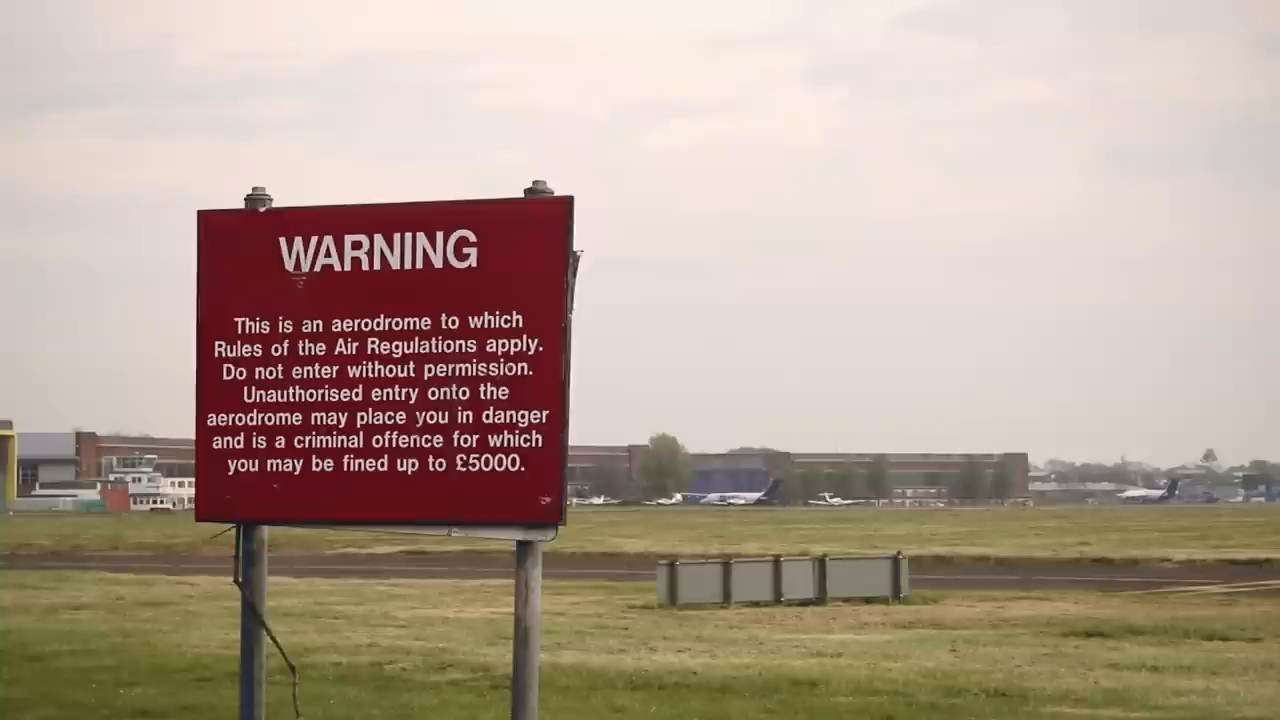 WARNING
This is an aerodrome to which
Rules of the Air Regulations apply.
Do not enter without permission.
Unauthorised entry onto the
aerodrome may place you in danger
and is a criminal offence for which
you may be fined up to £5000.